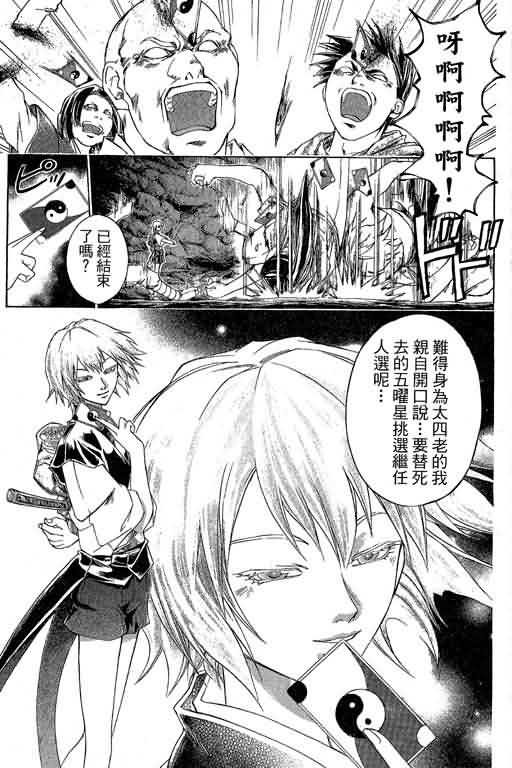 呀啊啊啊啊！
ドドド
ピッ
已經結束
了嗎？
難得身為太四老的我
親自開口說…要替死
去的五曜星挑選繼任
人選呢…